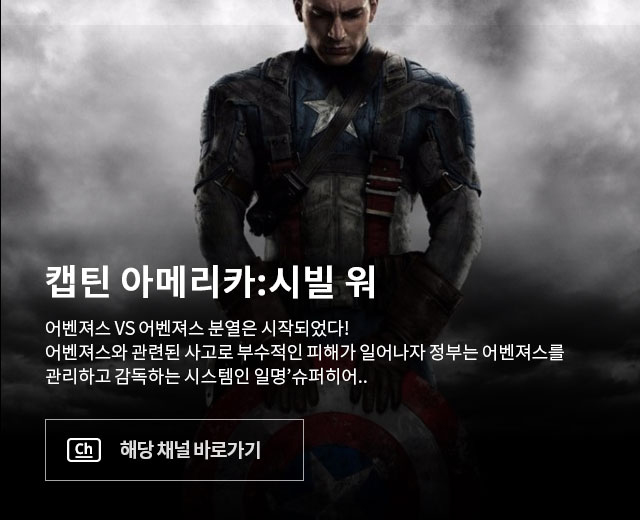 캡틴 아메리카:시빌 워
어벤져스 VS 어벤져스 분열은 시작되었다!
어벤져스와 관련된 사고로 부수적인 피해가 일어나자 정부는 어벤져스를
관리하고 감독하는 시스템인 일명’슈퍼히어..
Ch 해당 채널 바로가기